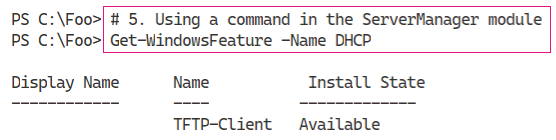 PS C:\Foo> # 5. Using a command in the ServerManager module
PS C:\Foo> Get-WindowsFeature -Name DHCP
Display Name Name Install State
------------ ---- -------------
TFTP-Client Available